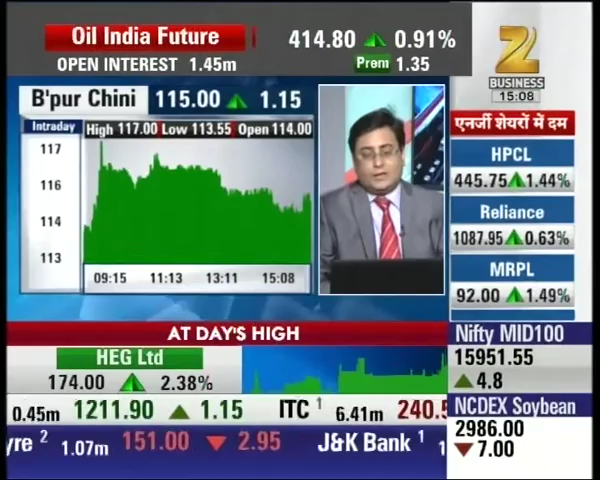 Oil India Future
414.80 0.91%
OPEN INTEREST 1.45m
Prem 1.35
Z
BUSINESS
15:08
B'pur Chini 115.00 1.15
Intraday High 117.00 Low 113.55 Open 114.00
117
116
114
113
09:15 11:13 13:11 15:08
एनर्जी शेयरों में दम
HPCL
445.75 1.44%
Reliance
1087.95 0.63%
MRPL
92.00 1.49%
AT DAY'S HIGH
HEG Ltd
174.00 2.38%
Nifty MID100
15951.55
4.8
0.45m 1211.90 1.15 ITC 1 6.41m 240.5
yre 2 1.07m 151.00 2.95 J&K Bank 1 1
NCDEX Soybean
2986.00
7.00